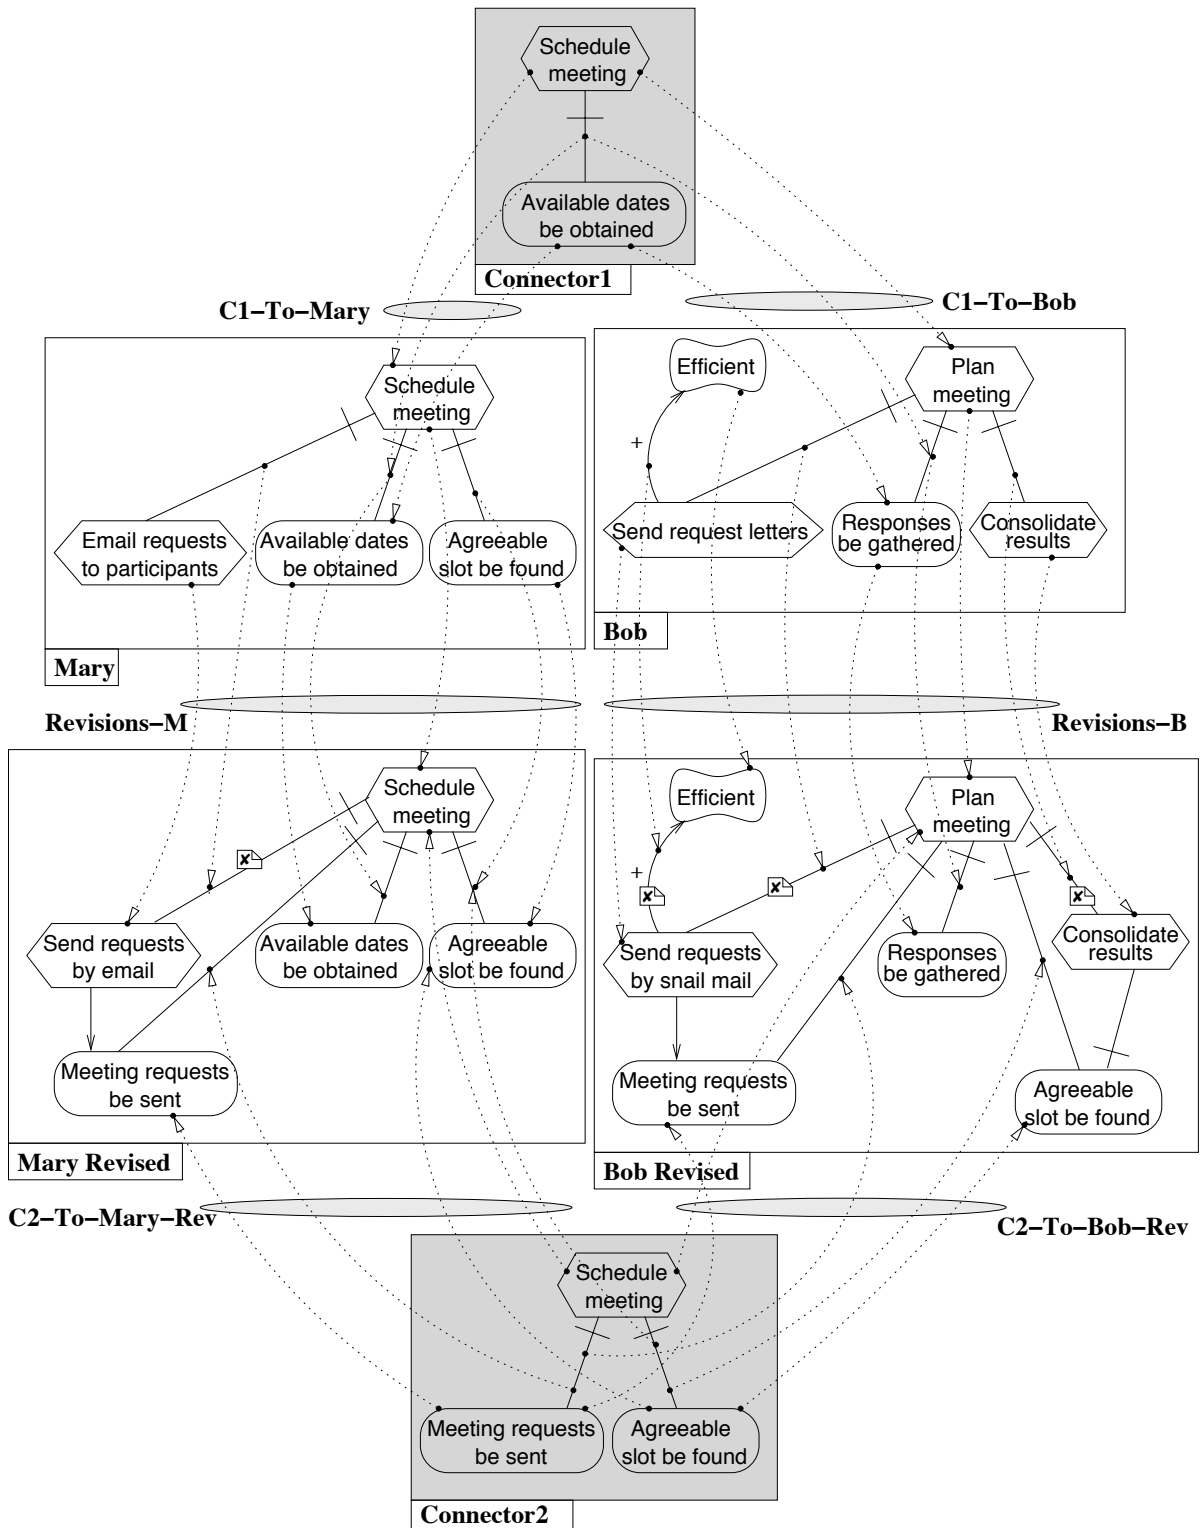 Schedule
meeting
Available dates
be obtained
Connector1
C1–To–Mary
C1–To–Bob
Schedule
meeting
Email requests
to participants
Available dates
be obtained
Agreeable
slot be found
Mary
Efficient
Plan
meeting
+
Send request letters
Responses
be gathered
Consolidate
results
Bob
Revisions–M
Revisions–B
Schedule
meeting
Send requests
by email
Available dates
be obtained
Agreeable
slot be found
Meeting requests
be sent
Mary Revised
Efficient
Plan
meeting
+
Send requests
by snail mail
Responses
be gathered
Consolidate
results
Meeting requests
be sent
Agreeable
slot be found
Bob Revised
C2–To–Mary–Rev
C2–To–Bob–Rev
Schedule
meeting
Meeting requests
be sent
Agreeable
slot be found
Connector2